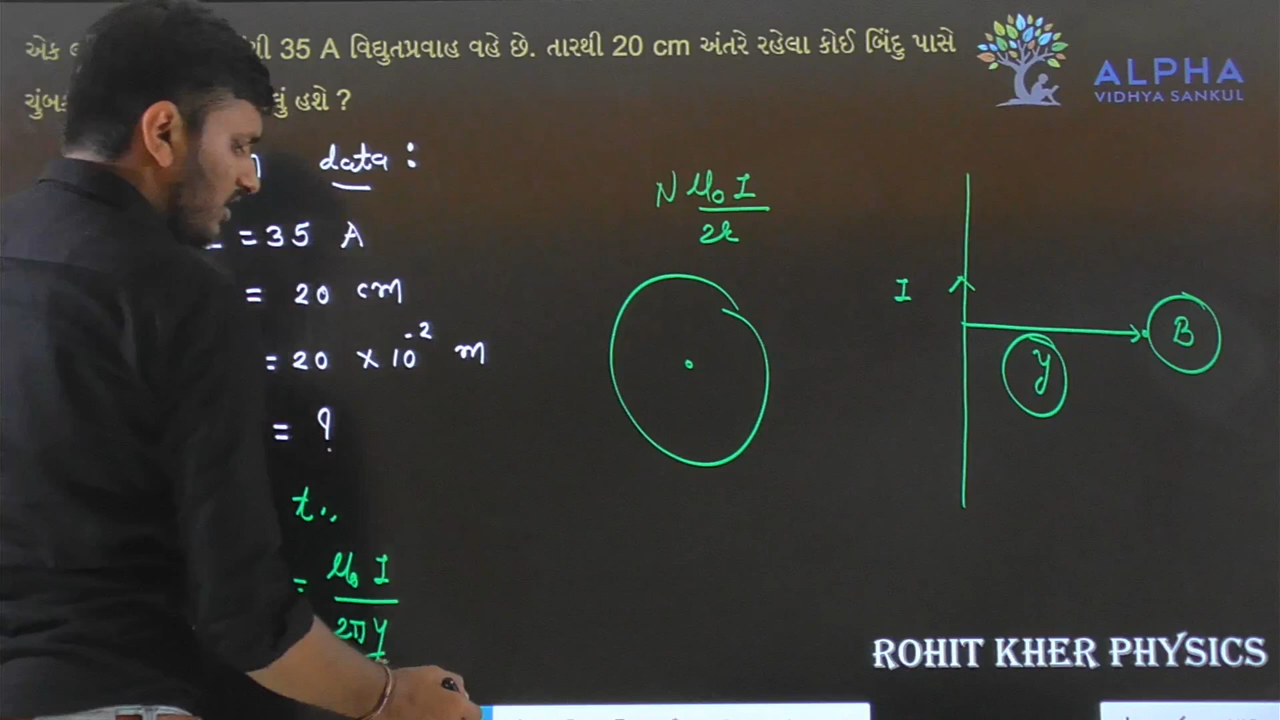 એક 35 A વિદ્યુતપ્રવાહ વહે છે. તારથી 20 cm અંતરે રહેલા કોઈ બિંદુ પાસે
હશે ?
ALPHA
VIDHYA SANKUL
data :
= 35 A
= 20 cm
= 20 × 10⁻² m
= ?
= μ₀ I
2π y
N μ₀ I
2r
I
y
B
ROHIT KHER PHYSICS